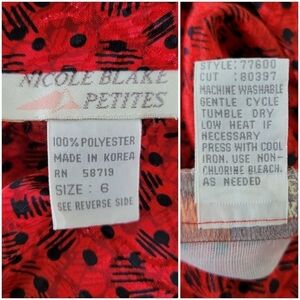 NICOLE BLAKE
PETITES
100% POLYESTER
MADE IN KOREA
RN 58719
SIZE : 6
SEE REVERSE SIDE
STYLE: 77600
CUT :80397
MACHINE WASHABLE
GENTLE CYCLE
TUMBLE DRY
LOW HEAT IF
NECESSARY
PRESS WITH COOL
IRON. USE NON-
CHLORINE BLEACH.
AS NEEDED